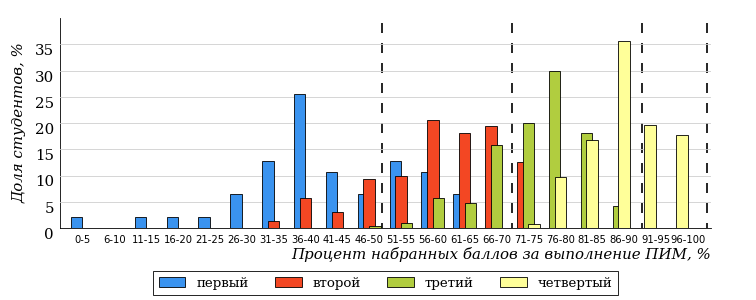 Доля студентов, %
35
30
25
20
15
10
5
0
0-5 6-10 11-15 16-20 21-25 26-30 31-35 36-40 41-45 46-50 51-55 56-60 61-65 66-70 71-75 76-80 81-85 86-90 91-95 96-100
Процент набранных баллов за выполнение ПИМ, %
первый второй третий четвертый